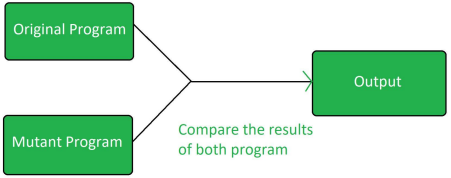 Original Program
Output
Compare the results
of both program
Mutant Program